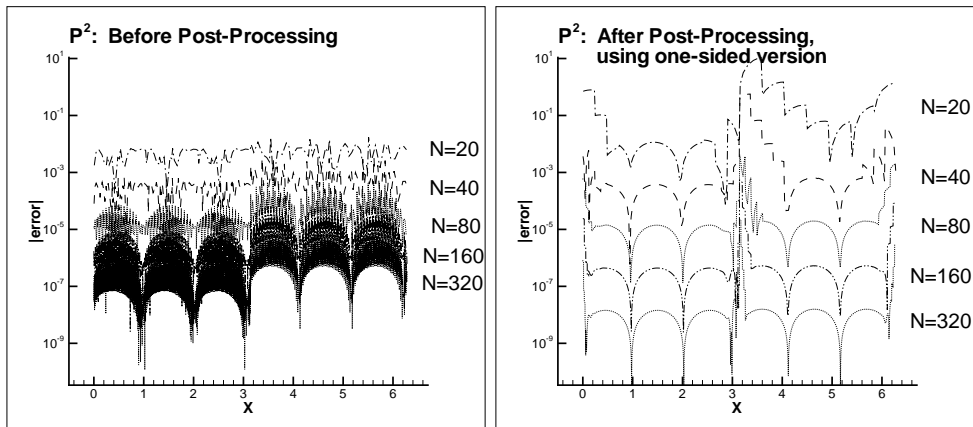 P²: Before Post-Processing
10¹
10⁻¹
10⁻³
10⁻⁵
10⁻⁷
10⁻⁹
|error|
N=20
N=40
N=80
N=160
N=320
0 1 2 3 4 5 6
X
P²: After Post-Processing,
using one-sided version
10¹
10⁻¹
10⁻³
10⁻⁵
10⁻⁷
10⁻⁹
|error|
N=20
N=40
N=80
N=160
N=320
0 1 2 3 4 5 6
X